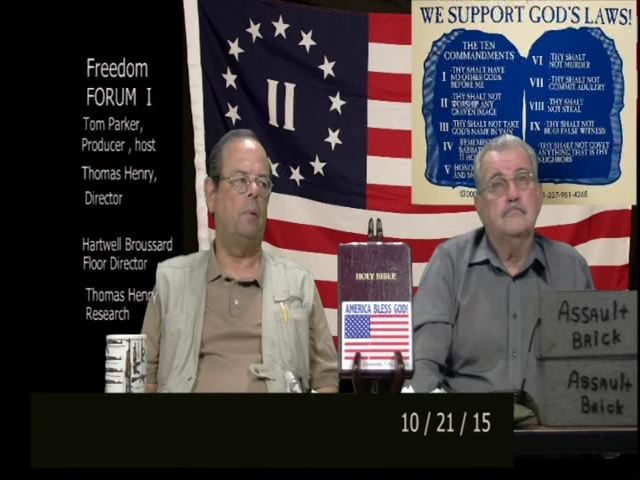 Freedom
FORUM I
Tom Parker,
Producer , host
Thomas Henry,
Director
Hartwell Broussard
Floor Director
Thomas Henry
Research
II
WE SUPPORT GOD'S LAWS!
THE TEN
COMMANDMENTS
I -THY SHALT HAVE
NO OTHER GODS
BEFORE ME
II -THY SHALT NOT
WORSHIP ANY
GRAVEN IMAGE
III -THY SHALT NOT TAKE
GOD'S NAME IN VAIN
IV
V
VI -THY SHALT
NOT MURDER
VII -THY SHALT NOT
COMMIT ADULTERY
VIII -THY SHALT
NOT STEAL
IX -THY SHALT NOT
BEAR FALSE WITNESS
-THY SHALT NOT COVET
ANYTHING THAT IS THY
NEIGHBORS
HOLY BIBLE
AMERICA BLESS GOD!
Assault
Brick
Assault
Brick
10 / 21 / 15